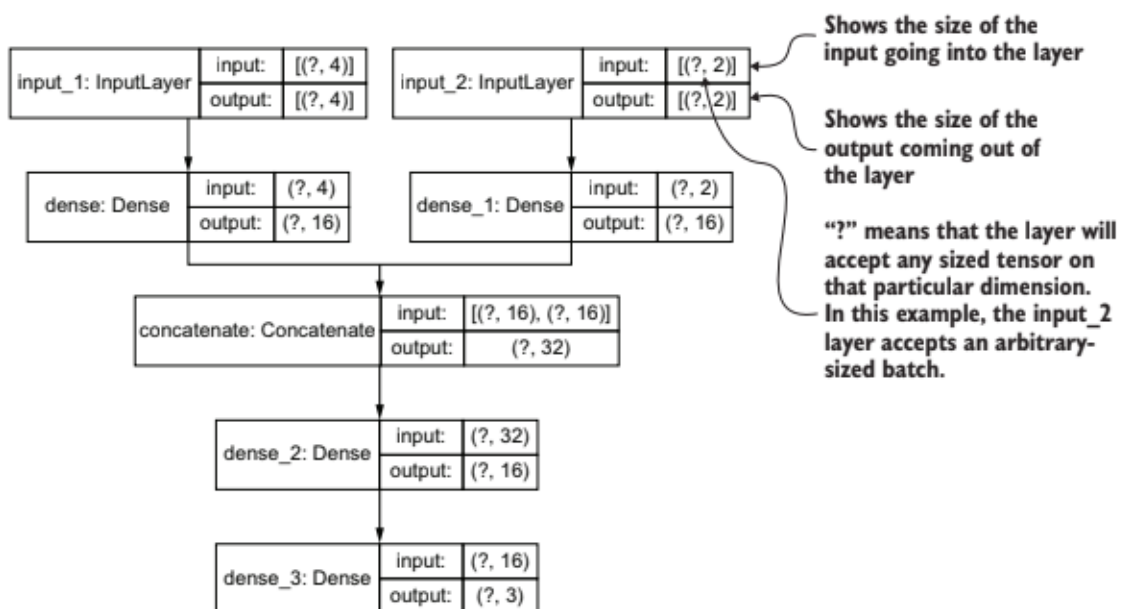 Shows the size of the
input going into the layer
input_1: InputLayer
input: [(?, 4)]
output: [(?, 4)]
input_2: InputLayer
input: [(?, 2)]
output: [(?, 2)]
Shows the size of the
output coming out of
the layer
dense: Dense
input: (?, 4)
output: (?, 16)
dense_1: Dense
input: (?, 2)
output: (?, 16)
“?” means that the layer will
accept any sized tensor on
that particular dimension.
In this example, the input_2
layer accepts an arbitrary-
sized batch.
concatenate: Concatenate
input: [(?, 16), (?, 16)]
output: (?, 32)
dense_2: Dense
input: (?, 32)
output: (?, 16)
dense_3: Dense
input: (?, 16)
output: (?, 3)